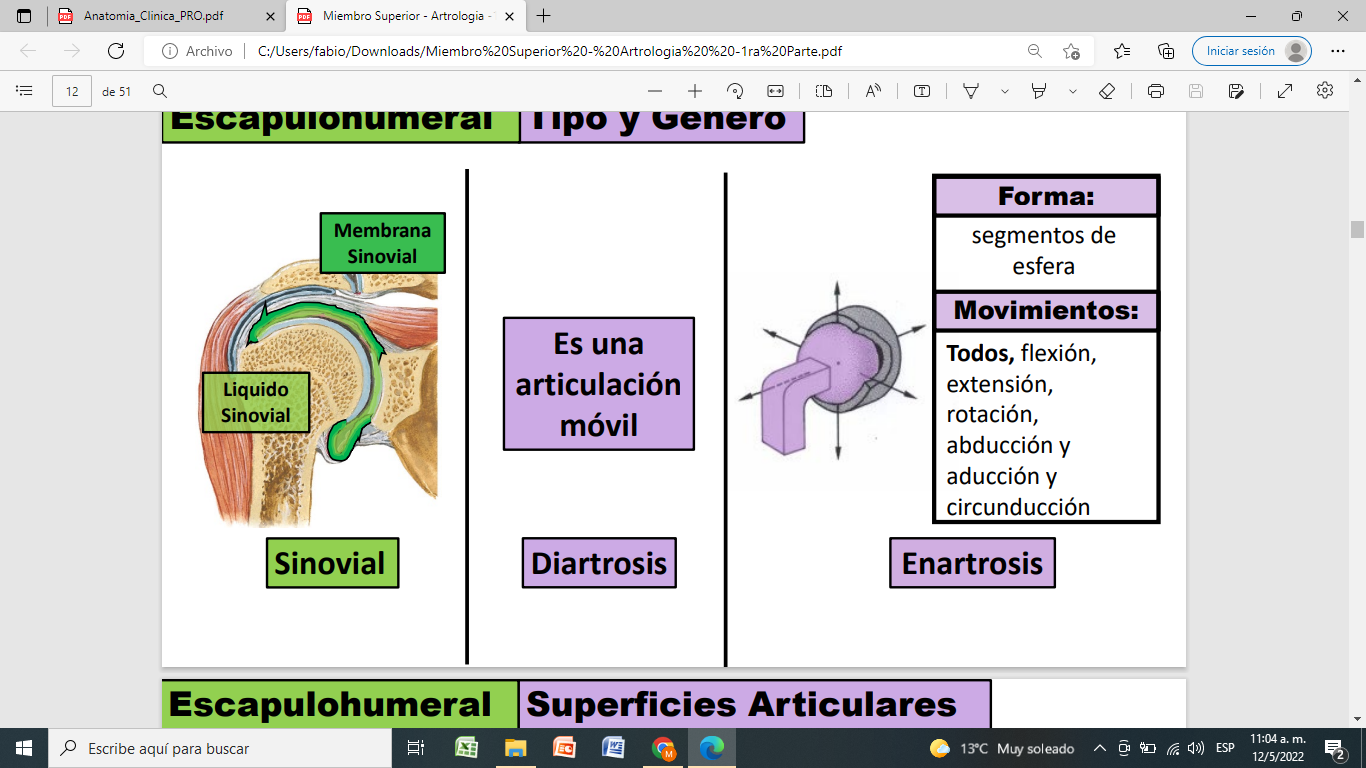 Anatomia_Clinica_PRO.pdf
Miembro Superior - Artrologia -
Archivo
C:/Users/fabio/Downloads/Miembro%20Superior%20-%20Artrologia%20%20-1ra%20Parte.pdf
Iniciar sesión
12
de 51
Escapulohumeral
Tipo y Género
Membrana
Sinovial
Liquido
Sinovial
Sinovial
Es una
articulación
móvil
Diartrosis
Forma:
segmentos de
esfera
Movimientos:
Todos, flexión,
extensión,
rotación,
abducción y
aducción y
circunducción
Enartrosis
Escapulohumeral
Superficies Articulares
Escribe aquí para buscar
13°C Muy soleado
ESP
11:04 a. m.
12/5/2022
2